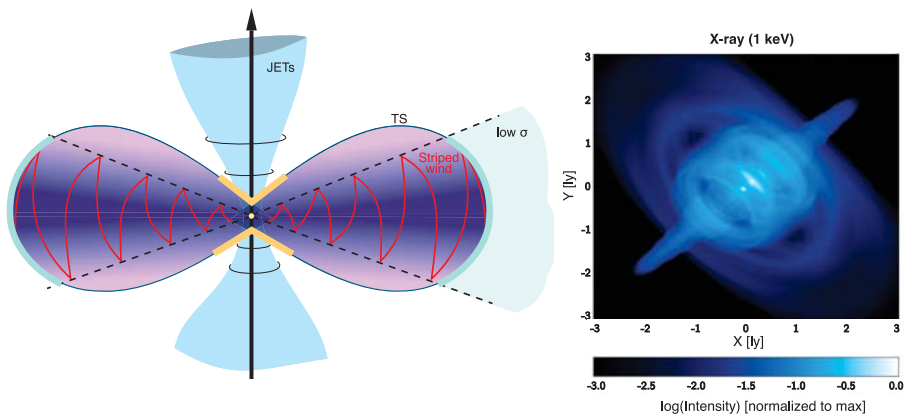 JETs
TS
low σ
Striped
wind
X-ray (1 keV)
3
2
1
0
-1
-2
-3
Y [ly]
-3
-2
-1
0
1
2
3
X [ly]
-3.0
-2.5
-2.0
-1.5
-1.0
-0.5
0.0
log(Intensity) [normalized to max]